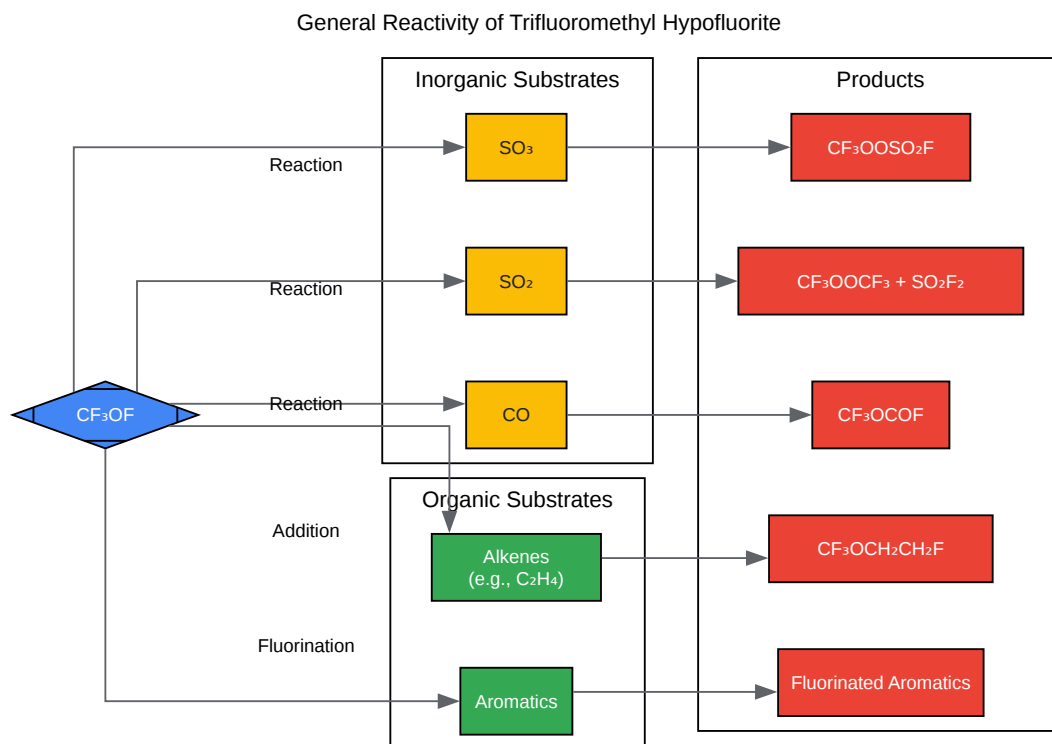 General Reactivity of Trifluoromethyl Hypofluorite
Inorganic Substrates
Products
Reaction
SO₃
CF₃OOSO₂F
Reaction
SO₂
CF₃OOCF₃ + SO₂F₂
CF₃OF
Reaction
CO
CF₃OCOF
Organic Substrates
Addition
Alkenes
(e.g., C₂H₄)
CF₃OCH₂CH₂F
Fluorination
Aromatics
Fluorinated Aromatics